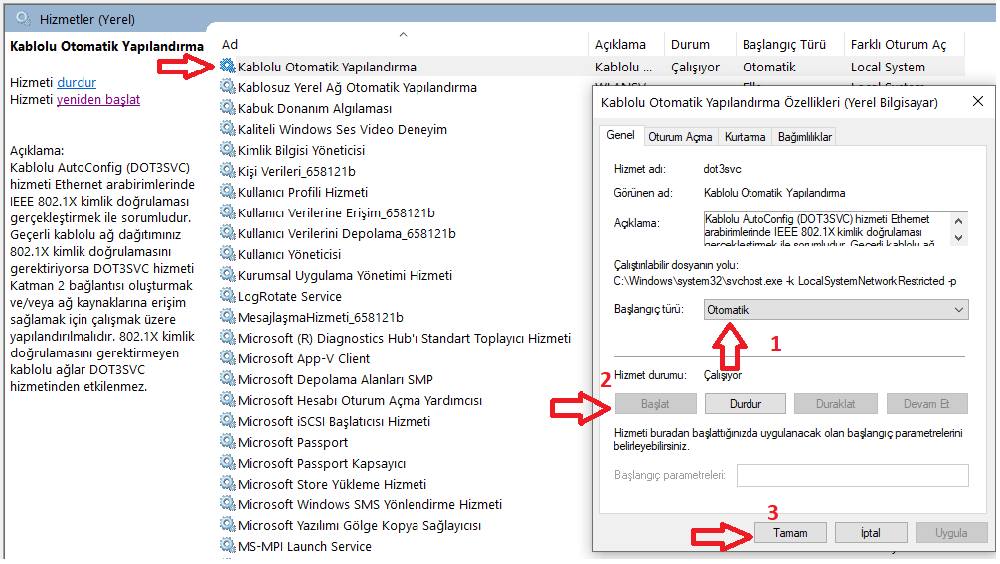 Hizmetler (Yerel)
Kablolu Otomatik Yapılandırma
Hizmeti durdur
Hizmeti yeniden başlat
Açıklama:
Kablolu AutoConfig (DOT3SVC)
hizmeti Ethernet arabirimlerinde
IEEE 802.1X kimlik doğrulaması
gerçekleştirmek ile sorumludur.
Geçerli kablolu ağ dağıtımınız
802.1X kimlik doğrulamasını
gerektiriyorsa DOT3SVC hizmeti
Katman 2 bağlantısı oluşturmak
ve/veya ağ kaynaklarına erişim
sağlamak için çalışmak üzere
yapılandırılmalıdır. 802.1X kimlik
doğrulamasını gerektirmeyen
kablolu ağlar DOT3SVC
hizmetinden etkilenmez.
Ad Açıklama Durum Başlangıç Türü Farklı Oturum Aç
Kablolu Otomatik Yapılandırma Kablolu ... Çalışıyor Otomatik Local System
Kablosuz Yerel Ağ Otomatik Yapılandırma
Kabuk Donanım Algılaması
Kaliteli Windows Ses Video Deneyim
Kimlik Bilgisi Yöneticisi
Kişi Verileri_658121b
Kullanıcı Profili Hizmeti
Kullanıcı Verilerine Erişim_658121b
Kullanıcı Verilerini Depolama_658121b
Kullanıcı Yöneticisi
Kurumsal Uygulama Yönetimi Hizmeti
LogRotate Service
MesajlaşmaHizmeti_658121b
Microsoft (R) Diagnostics Hub'ı Standart Toplayıcı Hizmeti
Microsoft App-V Client
Microsoft Depolama Alanları SMP
Microsoft Hesabı Oturum Açma Yardımcısı
Microsoft iSCSI Başlatıcısı Hizmeti
Microsoft Passport
Microsoft Passport Kapsayıcı
Microsoft Store Yükleme Hizmeti
Microsoft Windows SMS Yönlendirme Hizmeti
Microsoft Yazılımı Gölge Kopya Sağlayıcısı
MS-MPI Launch Service
Kablolu Otomatik Yapılandırma Özellikleri (Yerel Bilgisayar)
Genel Oturum Açma Kurtarma Bağımlılıklar
Hizmet adı: dot3svc
Görünen ad: Kablolu Otomatik Yapılandırma
Açıklama: Kablolu AutoConfig (DOT3SVC) hizmeti Ethernet
arabirimlerinde IEEE 802.1X kimlik doğrulaması
gerçekleştirmek ile sorumludur. Geçerli kablolu ağ
Çalıştırılabilir dosyanın yolu:
C:\Windows\system32\svchost.exe -k LocalSystemNetworkRestricted -p
Başlangıç türü: Otomatik
1
Hizmet durumu: Çalışıyor
2
Başlat Durdur Duraklat Devam Et
Hizmeti buradan başlattığınızda uygulanacak olan başlangıç parametrelerini
belirleyebilirsiniz.
Başlangıç parametreleri:
3
Tamam İptal Uygula